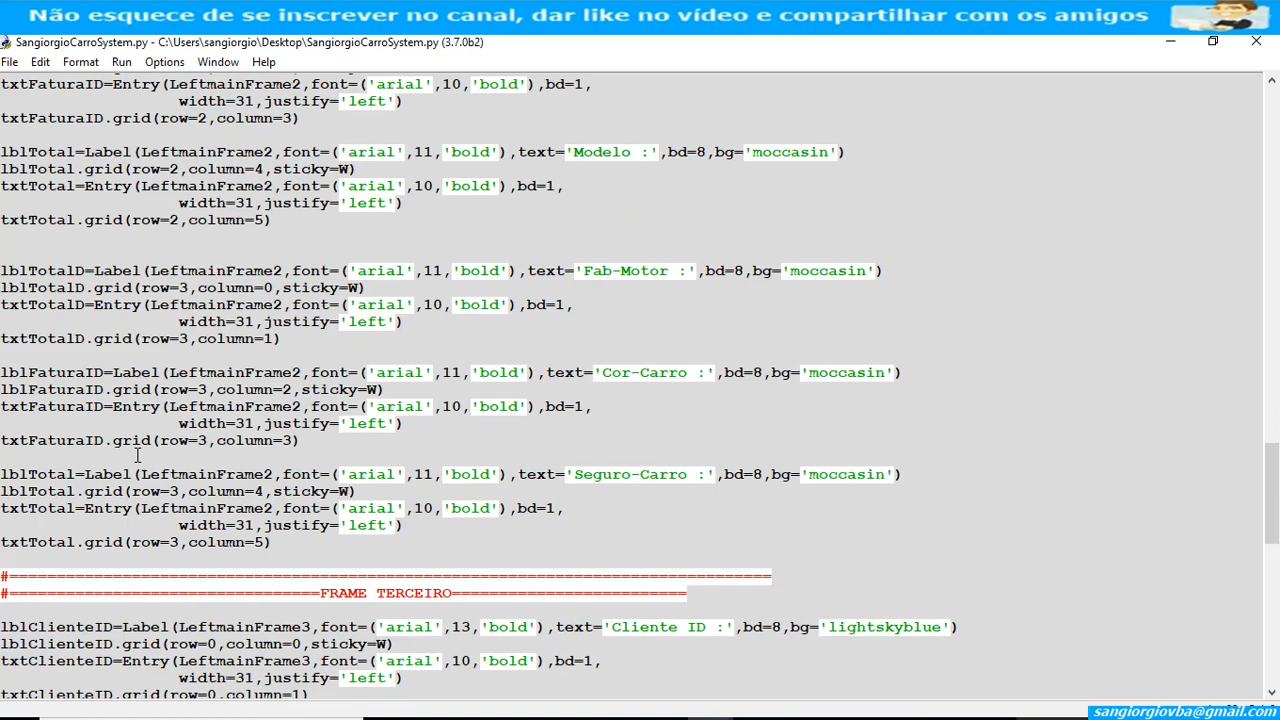 Não esquece de se inscrever no canal, dar like no vídeo e compartilhar com os amigos
SangiorgioCarroSystem.py - C:\Users\sangiorgio\Desktop\SangiorgioCarroSystem.py (3.7.0b2)
File Edit Format Run Options Window Help
txtFaturaID=Entry(LeftmainFrame2,font=('arial',10,'bold'),bd=1,
width=31,justify='left')
txtFaturaID.grid(row=2,column=3)
lblTotal=Label(LeftmainFrame2,font=('arial',11,'bold'),text='Modelo :',bd=8,bg='moccasin')
lblTotal.grid(row=2,column=4,sticky=W)
txtTotal=Entry(LeftmainFrame2,font=('arial',10,'bold'),bd=1,
width=31,justify='left')
txtTotal.grid(row=2,column=5)
lblTotalD=Label(LeftmainFrame2,font=('arial',11,'bold'),text='Fab-Motor :',bd=8,bg='moccasin')
lblTotalD.grid(row=3,column=0,sticky=W)
txtTotalD=Entry(LeftmainFrame2,font=('arial',10,'bold'),bd=1,
width=31,justify='left')
txtTotalD.grid(row=3,column=1)
lblFaturaID=Label(LeftmainFrame2,font=('arial',11,'bold'),text='Cor-Carro :',bd=8,bg='moccasin')
lblFaturaID.grid(row=3,column=2,sticky=W)
txtFaturaID=Entry(LeftmainFrame2,font=('arial',10,'bold'),bd=1,
width=31,justify='left')
txtFaturaID.grid(row=3,column=3)
lblTotal=Label(LeftmainFrame2,font=('arial',11,'bold'),text='Seguro-Carro :',bd=8,bg='moccasin')
lblTotal.grid(row=3,column=4,sticky=W)
txtTotal=Entry(LeftmainFrame2,font=('arial',10,'bold'),bd=1,
width=31,justify='left')
txtTotal.grid(row=3,column=5)
#=================================================================================
#=================================FRAME TERCEIRO=========================
lblClienteID=Label(LeftmainFrame3,font=('arial',13,'bold'),text='Cliente ID :',bd=8,bg='lightskyblue')
lblClienteID.grid(row=0,column=0,sticky=W)
txtClienteID=Entry(LeftmainFrame3,font=('arial',10,'bold'),bd=1,
width=31,justify='left')
txtClienteID.grid(row=0,column=1)
sangiorgiovba@gmail.com